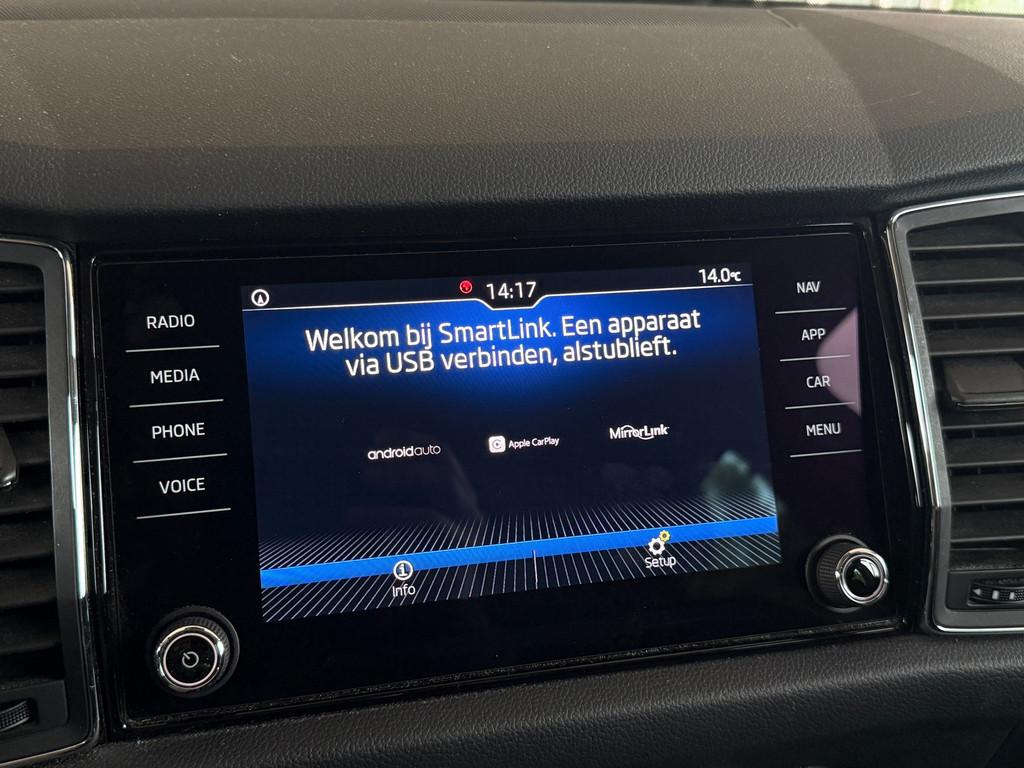 14:17
14.0°C
RADIO
MEDIA
PHONE
VOICE
Welkom bij SmartLink. Een apparaat
via USB verbinden, alstublieft.
androidauto
Apple CarPlay
MirrorLink
Info
Setup
NAV
APP
CAR
MENU